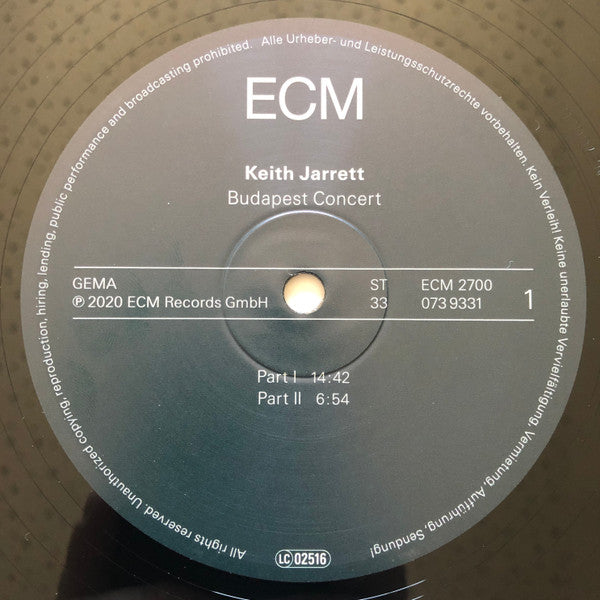 ECM
Keith Jarrett
Budapest Concert
GEMA ST ECM 2700
℗ 2020 ECM Records GmbH 33 073 9331 1
Part I 14:42
Part II 6:54
All rights reserved. Unauthorized copying, reproduction, hiring, lending, public performance and broadcasting prohibited. Alle Urheber- und Leistungsschutzrechte vorbehalten. Kein Verleih! Keine unerlaubte Vervielfältigung, Vermietung, Aufführung, Sendung!
LC 02516